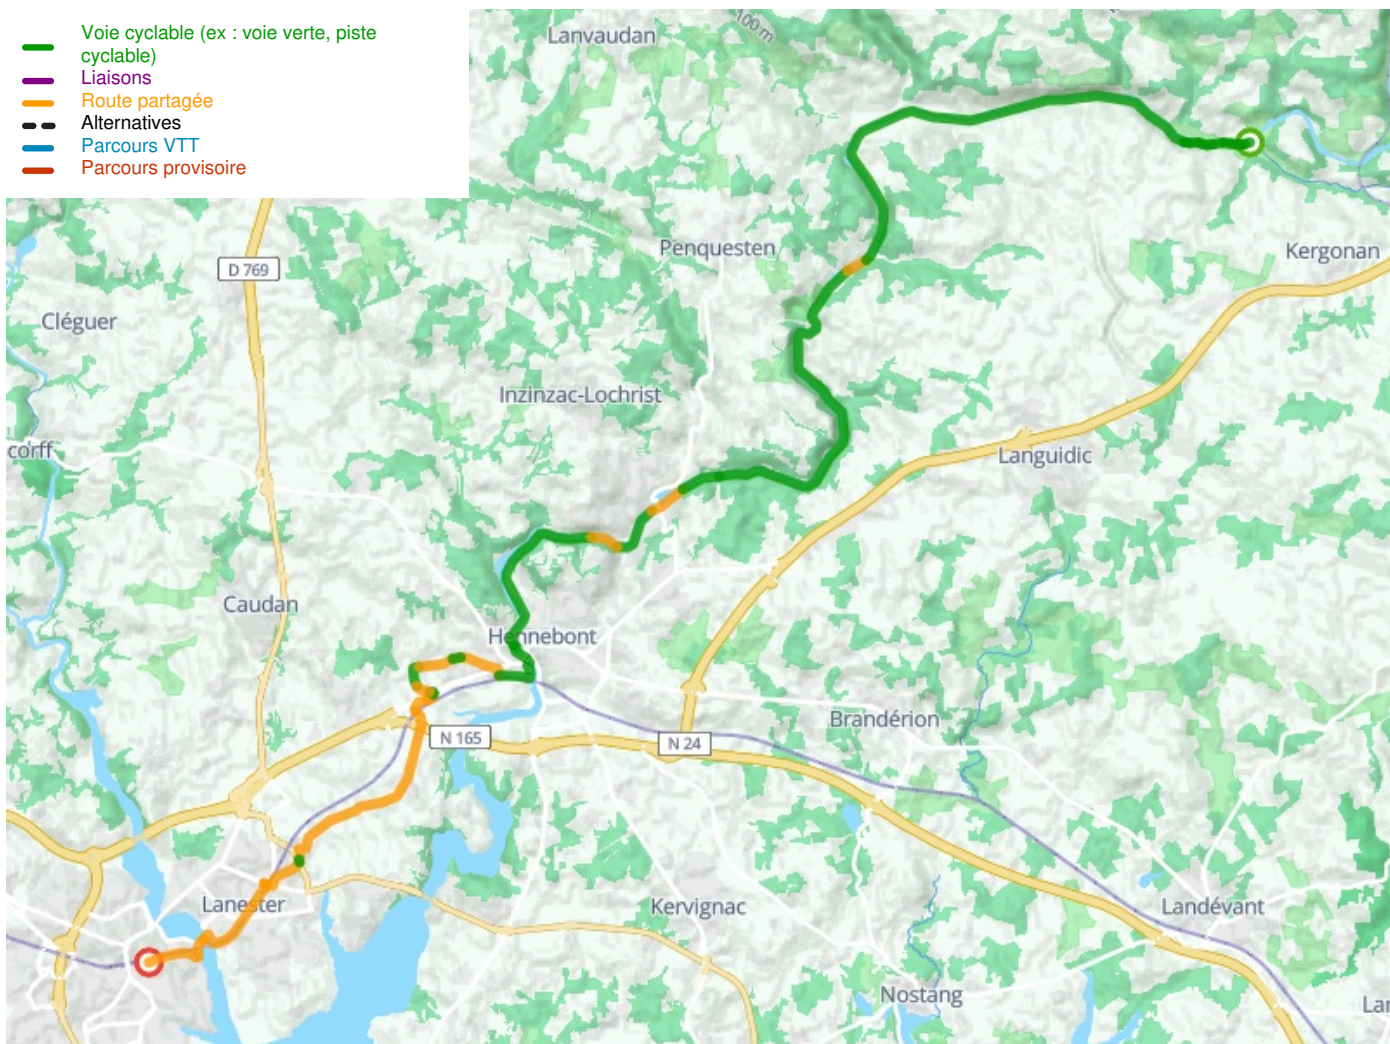 Voie cyclable (ex : voie verte, piste
cyclable)
Liaisons
Route partagée
Alternatives
Parcours VTT
Parcours provisoire
Lanvaudan
100 m
Penquesten
Kergonan
D 769
Cléguer
Inzinzac-Lochrist
corff
Languidic
Caudan
Hennebont
Brandérion
N 165
N 24
Lanester
Kervignac
Landévant
Nostang
Lar